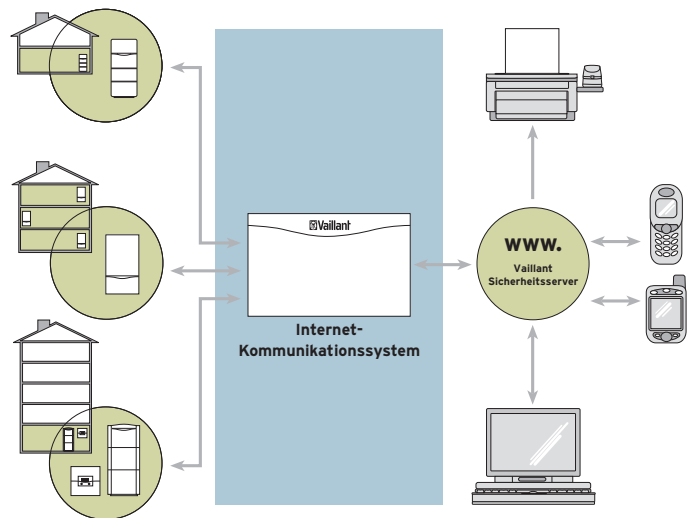 Vaillant
Internet-
Kommunikationssystem
www.
Vaillant
Sicherheitsserver